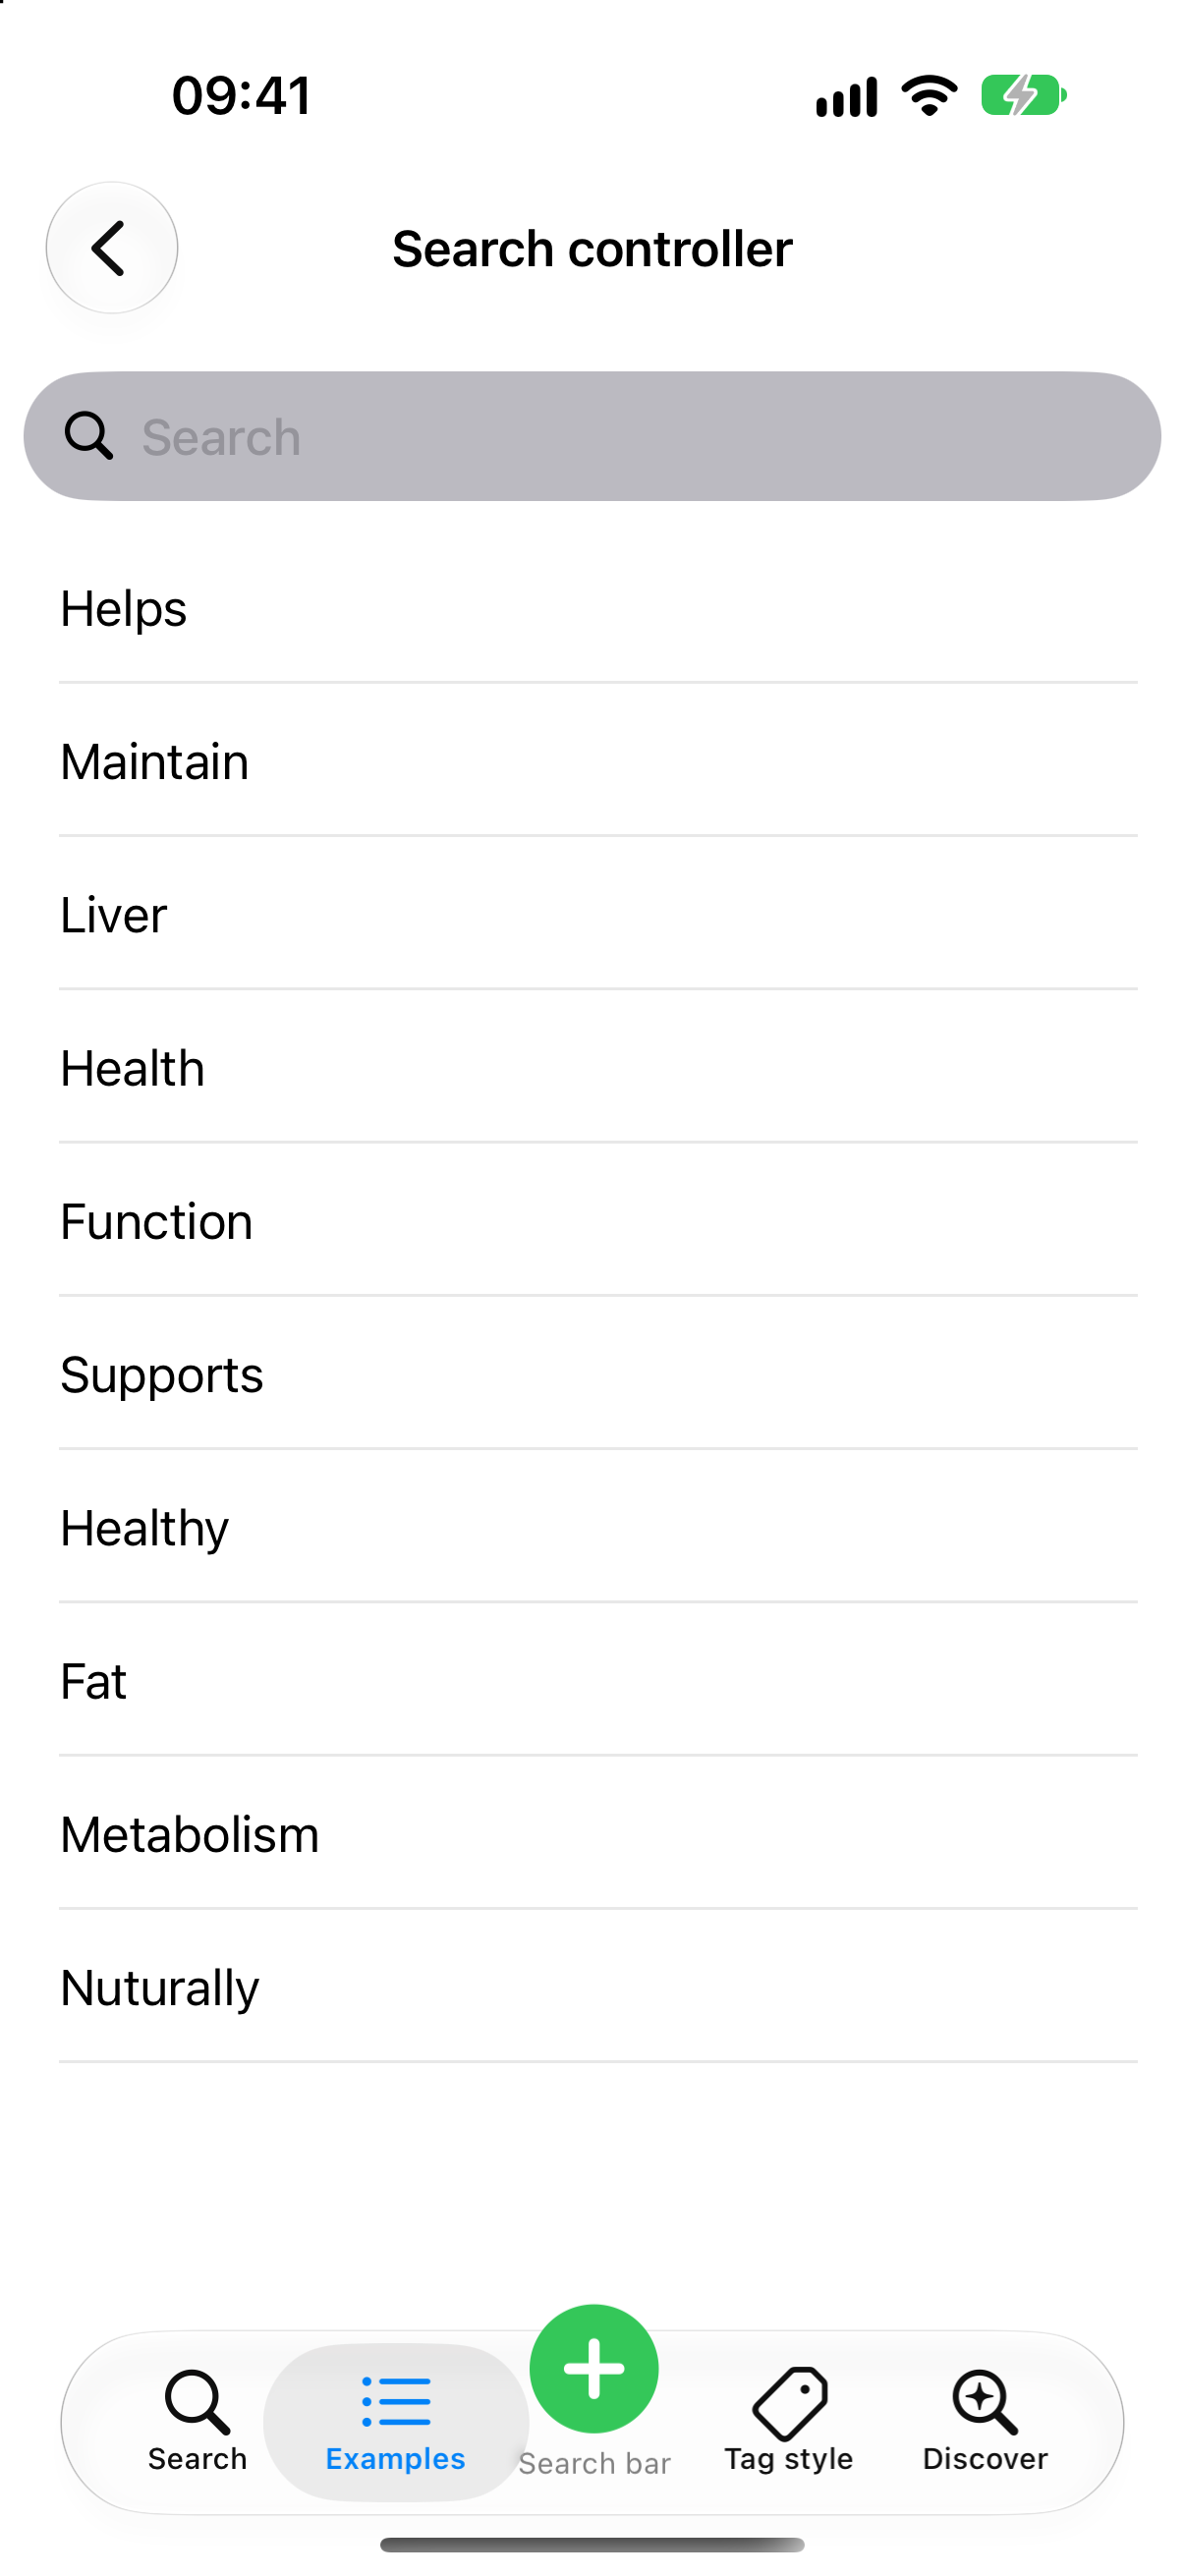 09:41
Search controller
Search
Helps
Maintain
Liver
Health
Function
Supports
Healthy
Fat
Metabolism
Nuturally
Search
Examples
Search bar
Tag style
Discover